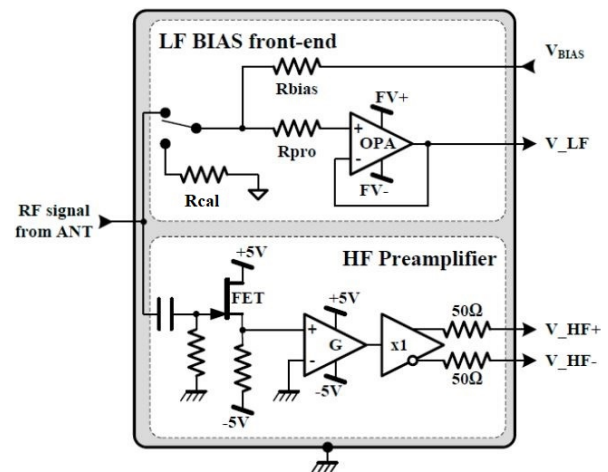 LF BIAS front-end
V_BIAS
Rbias
FV+
+
OPA
-
V_LF
Rpro
FV-
Rcal
RF signal
from ANT
HF Preamplifier
+5V
FET
+5V
50Ω
V_HF+
+
G
-
x1
50Ω
V_HF-
-5V
-5V